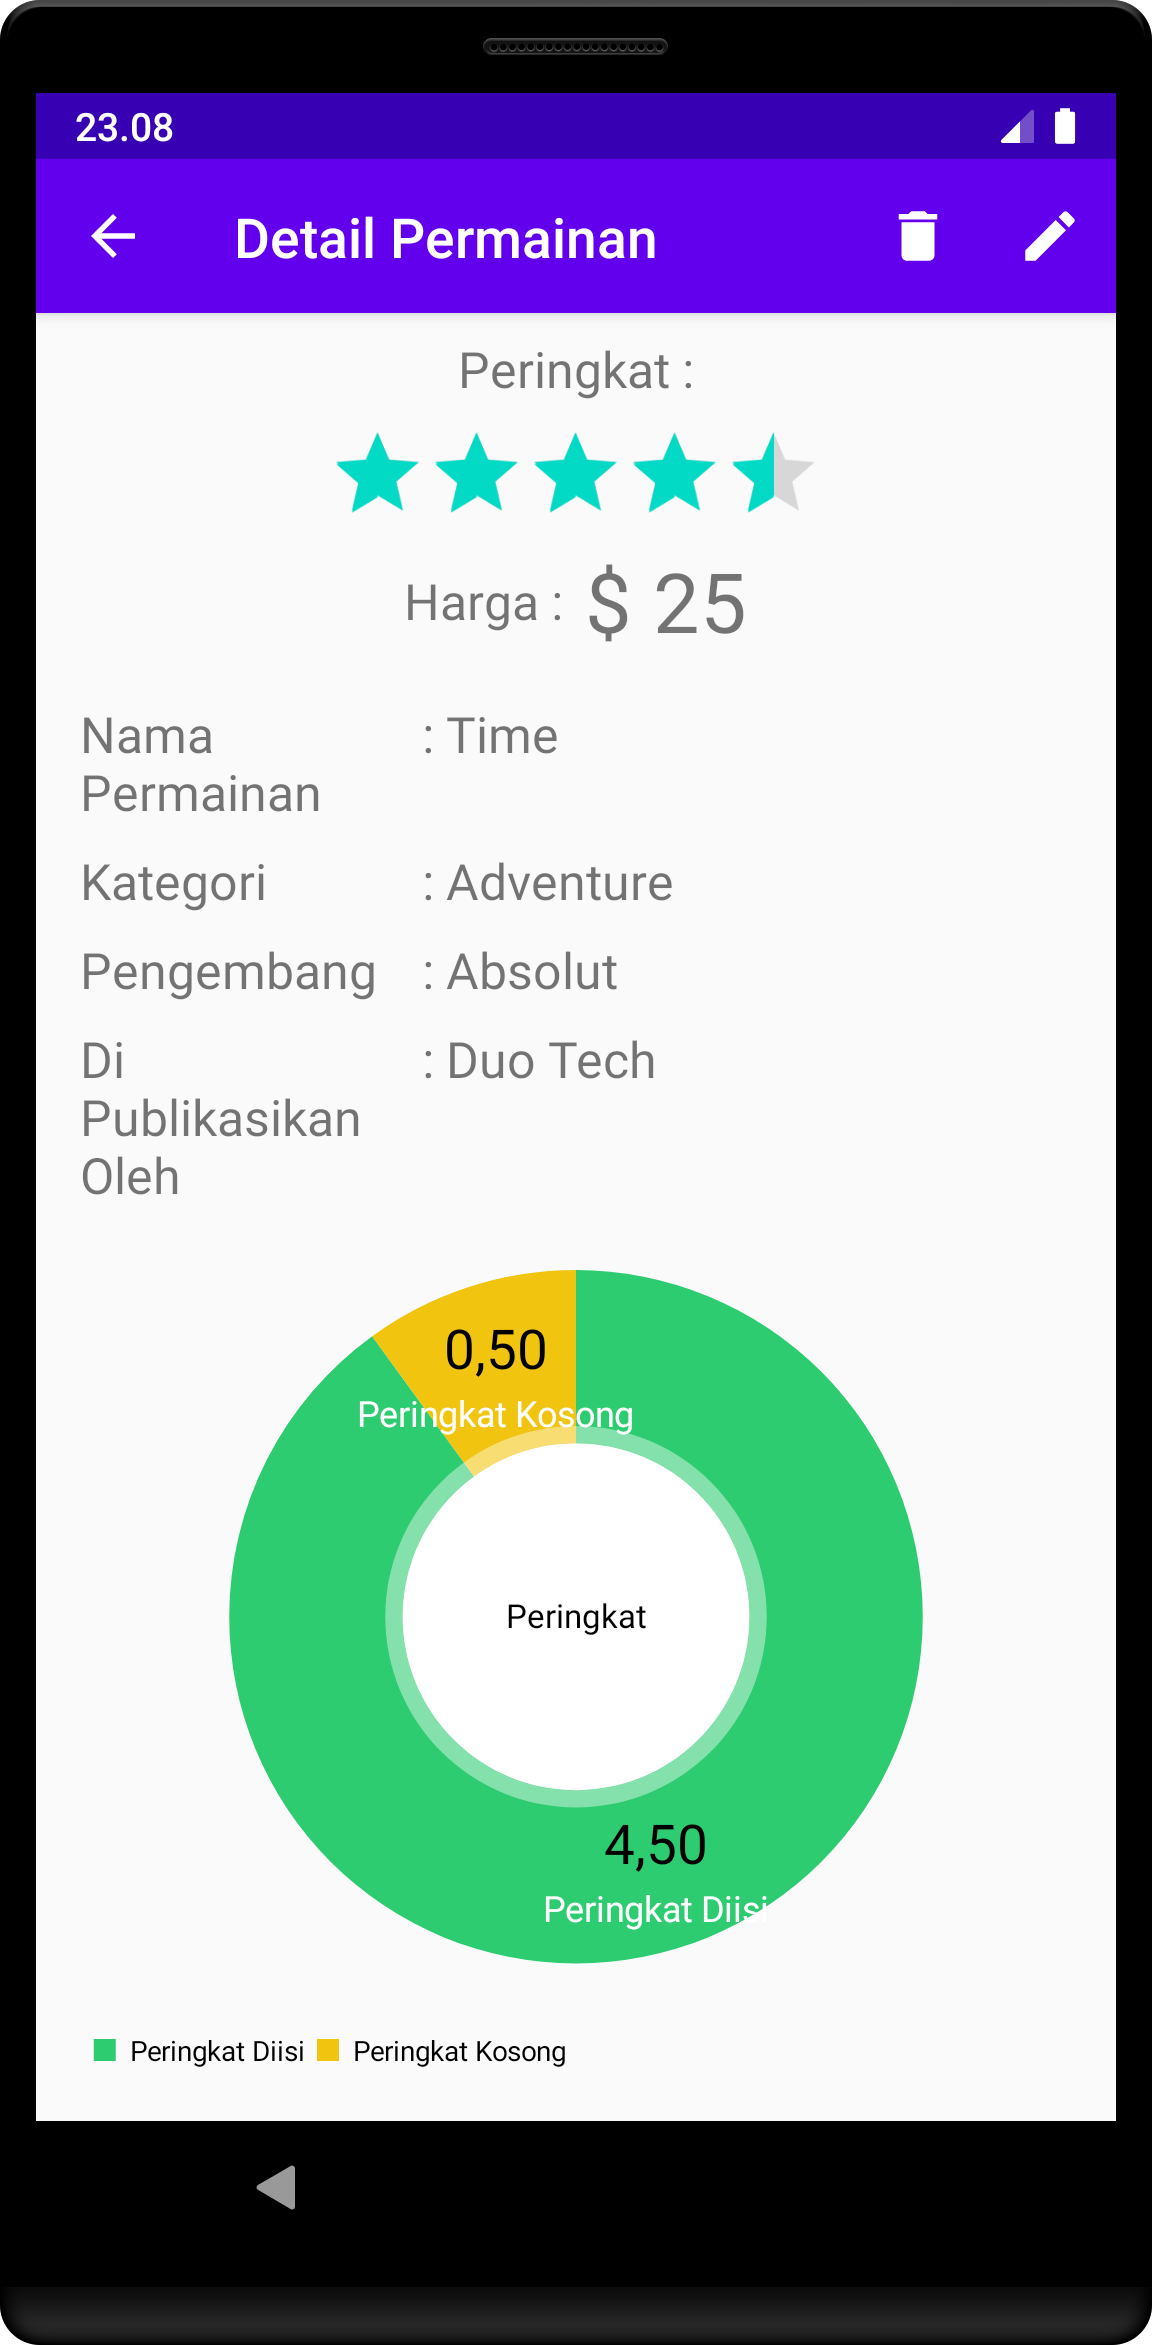 23.08
Detail Permainan
Peringkat :
Harga : $ 25
Nama : Time
Permainan
Kategori : Adventure
Pengembang : Absolut
Di : Duo Tech
Publikasikan
Oleh
0,50
Peringkat Kosong
Peringkat
4,50
Peringkat Diisi
Peringkat Diisi Peringkat Kosong